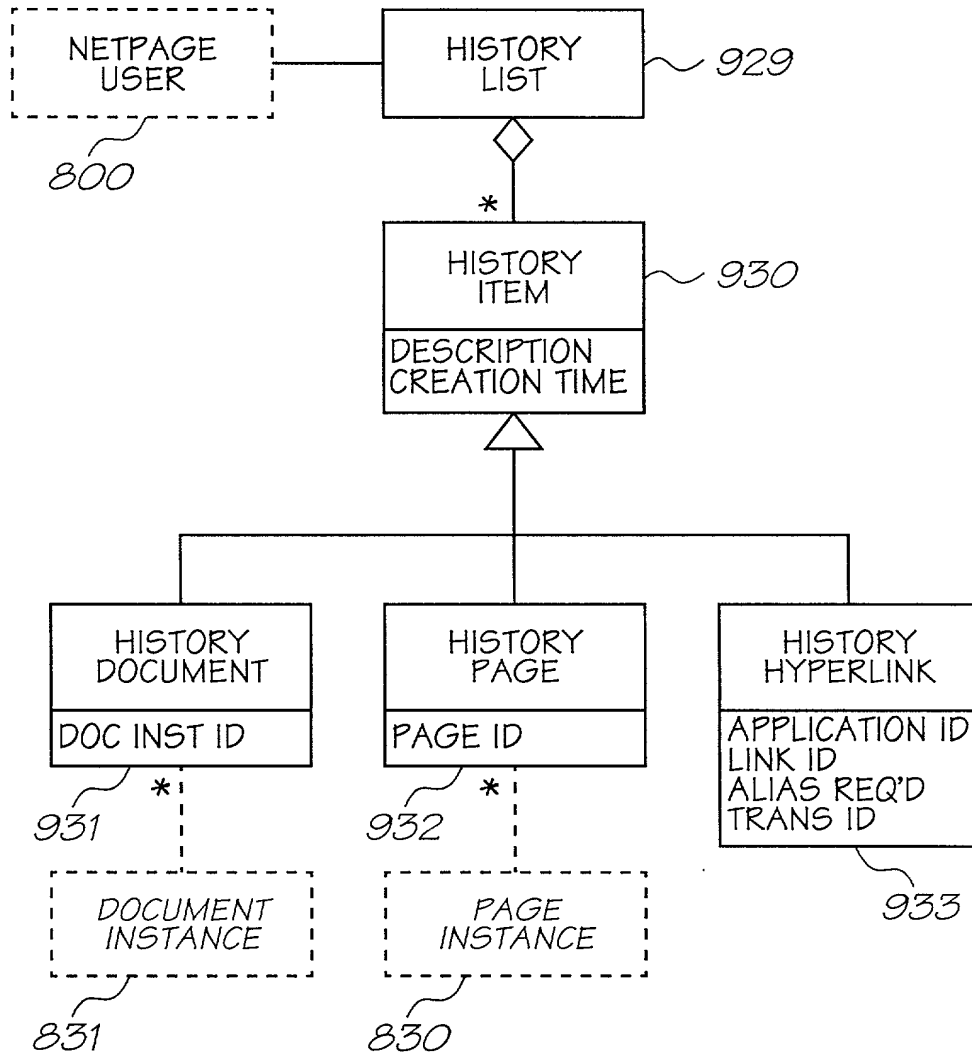 NETPAGE
USER
800
HISTORY
LIST
929
*
HISTORY
ITEM
930
DESCRIPTION
CREATION TIME
HISTORY
DOCUMENT
DOC INST ID
931
*
HISTORY
PAGE
PAGE ID
932
*
HISTORY
HYPERLINK
APPLICATION ID
LINK ID
ALIAS REQ'D
TRANS ID
933
DOCUMENT
INSTANCE
831
PAGE
INSTANCE
830